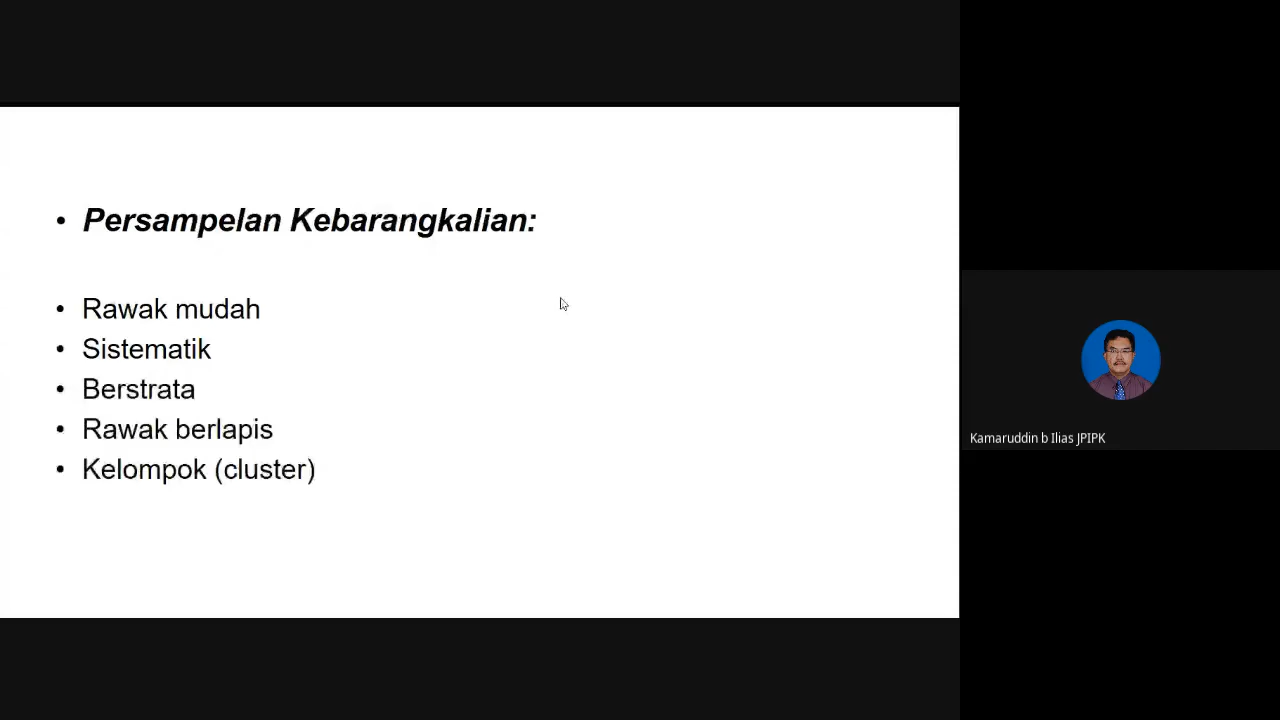 • Persampelan Kebarangkalian:
• Rawak mudah
• Sistematik
• Berstrata
• Rawak berlapis
• Kelompok (cluster)
Kamaruddin b Ilias JPIPK